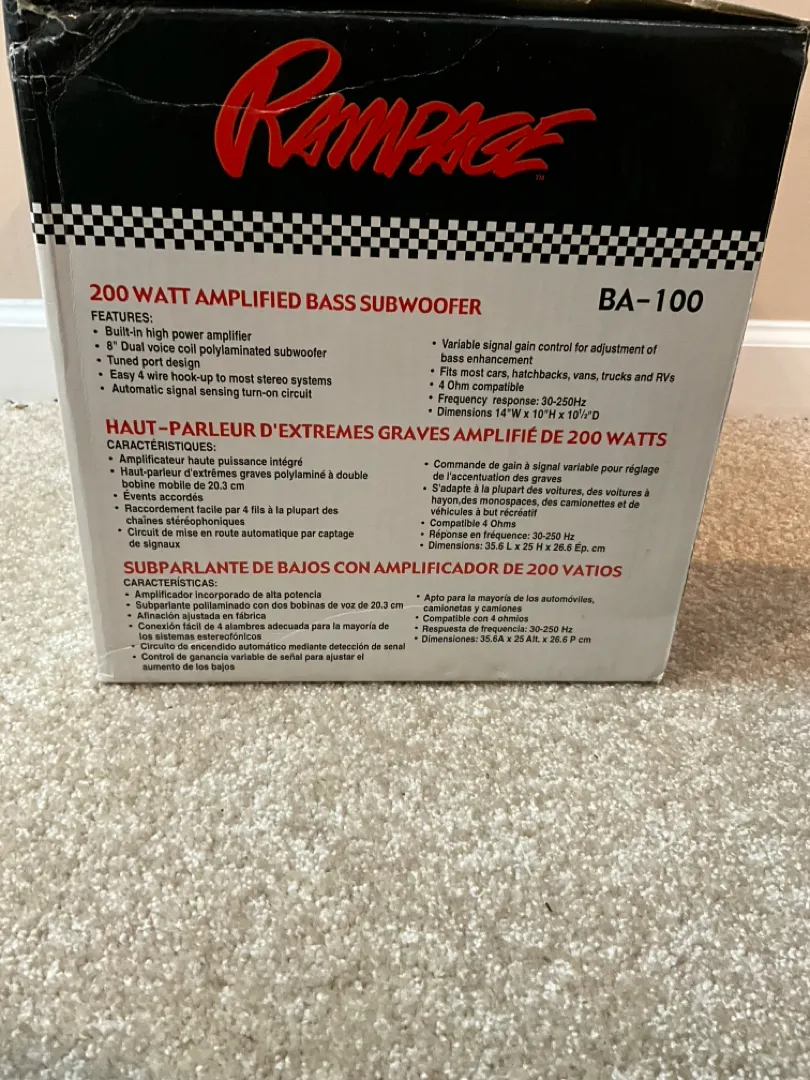 RAMPAGE
TM
200 WATT AMPLIFIED BASS SUBWOOFER
BA-100
FEATURES:
• Built-in high power amplifier
• 8" Dual voice coil polylaminated subwoofer
• Tuned port design
• Easy 4 wire hook-up to most stereo systems
• Automatic signal sensing turn-on circuit
• Variable signal gain control for adjustment of
bass enhancement
• Fits most cars, hatchbacks, vans, trucks and RVs
• 4 Ohm compatible
• Frequency response: 30-250Hz
• Dimensions 14"W x 10"H x 10½"D
HAUT-PARLEUR D'EXTREMES GRAVES AMPLIFIÉ DE 200 WATTS
CARACTÉRISTIQUES:
• Amplificateur haute puissance intégré
• Haut-parleur d'extrêmes graves polylaminé à double
bobine mobile de 20.3 cm
• Évents accordés
• Raccordement facile par 4 fils à la plupart des
chaînes stéréophoniques
• Circuit de mise en route automatique par captage
de signaux
• Commande de gain à signal variable pour réglage
de l'accentuation des graves
• S'adapte à la plupart des voitures, des voitures à
hayon,des monospaces, des camionettes et de
véhicules à but récréatif
• Compatible 4 Ohms
• Réponse en fréquence: 30-250 Hz
• Dimensions: 35.6 L x 25 H x 26.6 Ép. cm
SUBPARLANTE DE BAJOS CON AMPLIFICADOR DE 200 VATIOS
CARACTERÍSTICAS:
• Amplificador incorporado de alta potencia
• Subparlante polilaminado con dos bobinas de voz de 20.3 cm
• Afinación ajustada en fábrica
• Conexión fácil de 4 alambres adecuada para la mayoría de
los sistemas estereofónicos
• Circuito de encendido automático mediante detección de senal
• Control de ganancia variable de señal para ajustar el
aumento de los bajos
• Apto para la mayoría de los automóviles,
camionetas y camiones
• Compatible con 4 ohmios
• Respuesta de frequencia: 30-250 Hz
• Dimensiones: 35.6A x 25 Alt. x 26.6 P cm